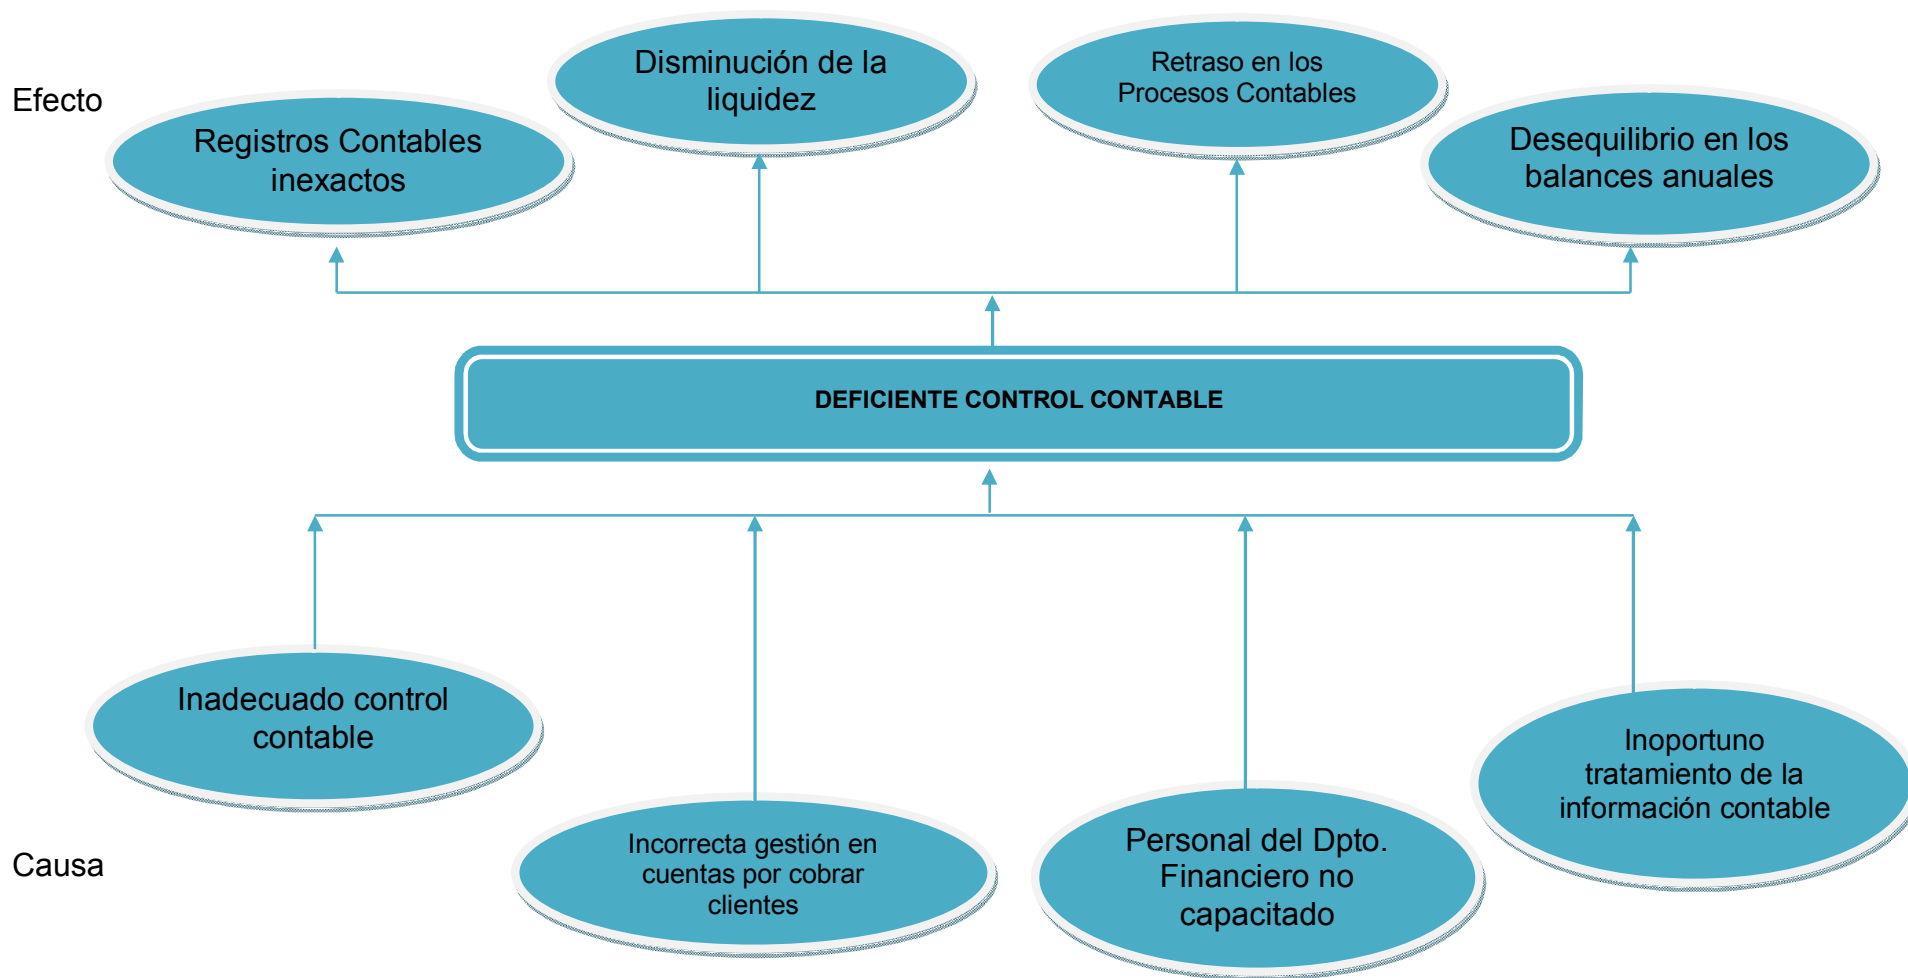 Efecto
Registros Contables
inexactos
Disminución de la
liquidez
Retraso en los
Procesos Contables
Desequilibrio en los
balances anuales
DEFICIENTE CONTROL CONTABLE
Inadecuado control
contable
Incorrecta gestión en
cuentas por cobrar
clientes
Personal del Dpto.
Financiero no
capacitado
Inoportuno
tratamiento de la
información contable
Causa